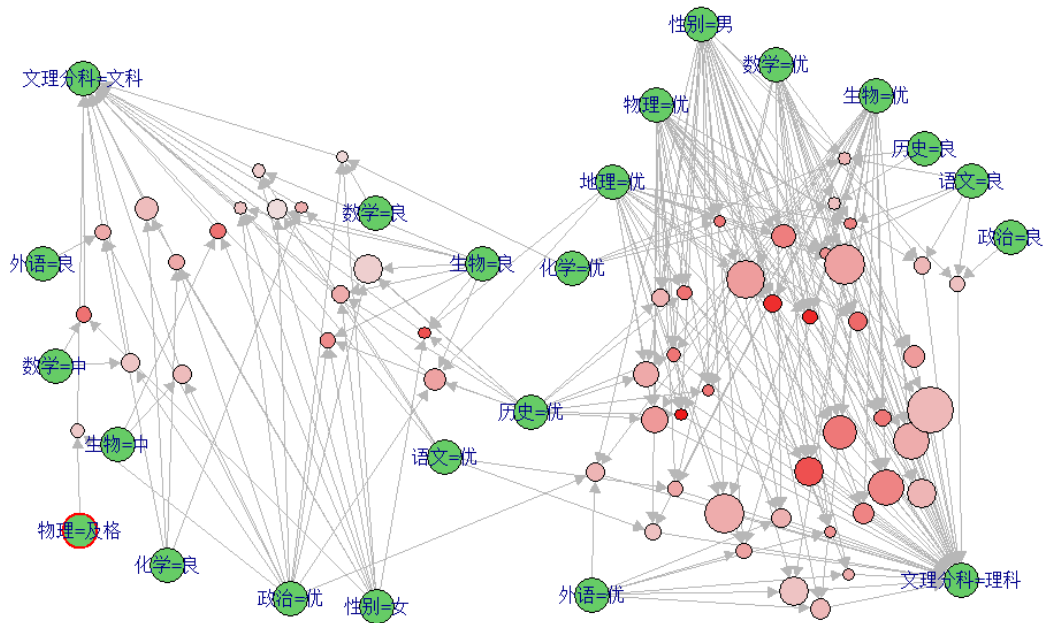 性别=男
数学=优
文理分科=文科
生物=优
物理=优
历史=良
地理=优
语文=良
数学=良
政治=良
外语=良
生物=良
化学=优
数学=中
历史=优
生物=中
语文=优
物理=及格
化学=良
文理分科=理科
政治=优
性别=女
外语=优